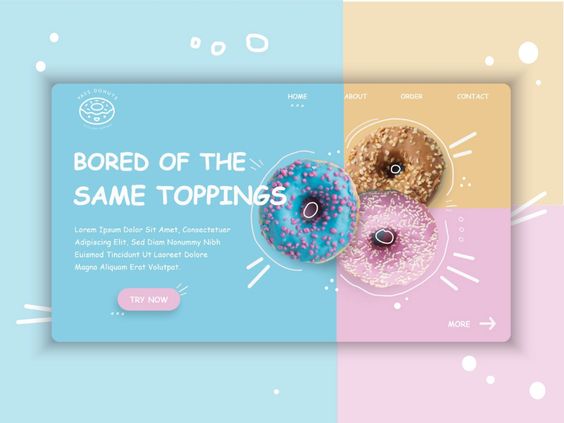 YASS DONUTS
HOME ABOUT ORDER CONTACT
BORED OF THE
SAME TOPPINGS
Lorem Ipsum Dolor Sit Amet, Consectetuer
Adipiscing Elit, Sed Diam Nonummy Nibh
Euismod Tincidunt Ut Laoreet Dolore
Magna Aliquam Erat Volutpat.
TRY NOW
MORE